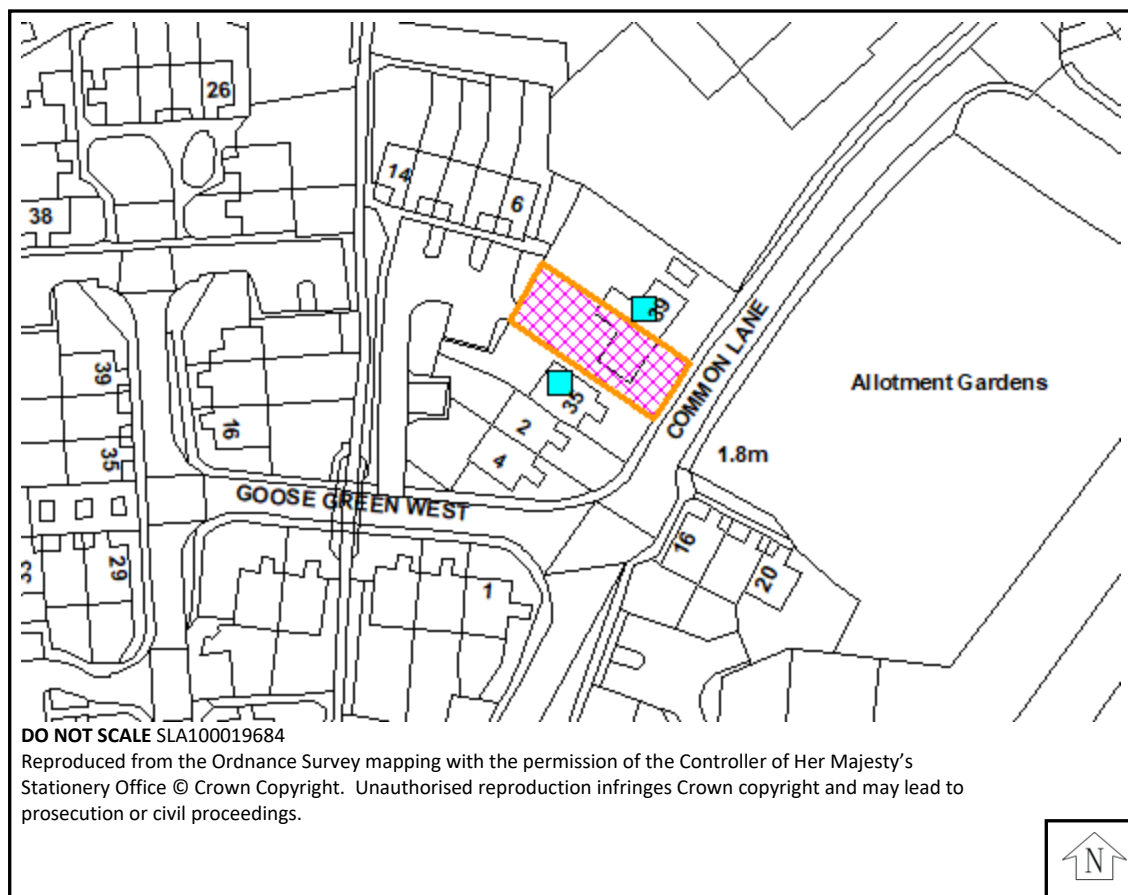 26
14
6
38
39
COMMON LANE
Allotment Gardens
39
35
2
16
4
35
1.8m
GOOSE GREEN WEST
16
29
1
20
DO NOT SCALE SLA100019684
Reproduced from the Ordnance Survey mapping with the permission of the Controller of Her Majesty’s
Stationery Office © Crown Copyright. Unauthorised reproduction infringes Crown copyright and may lead to
prosecution or civil proceedings.
N